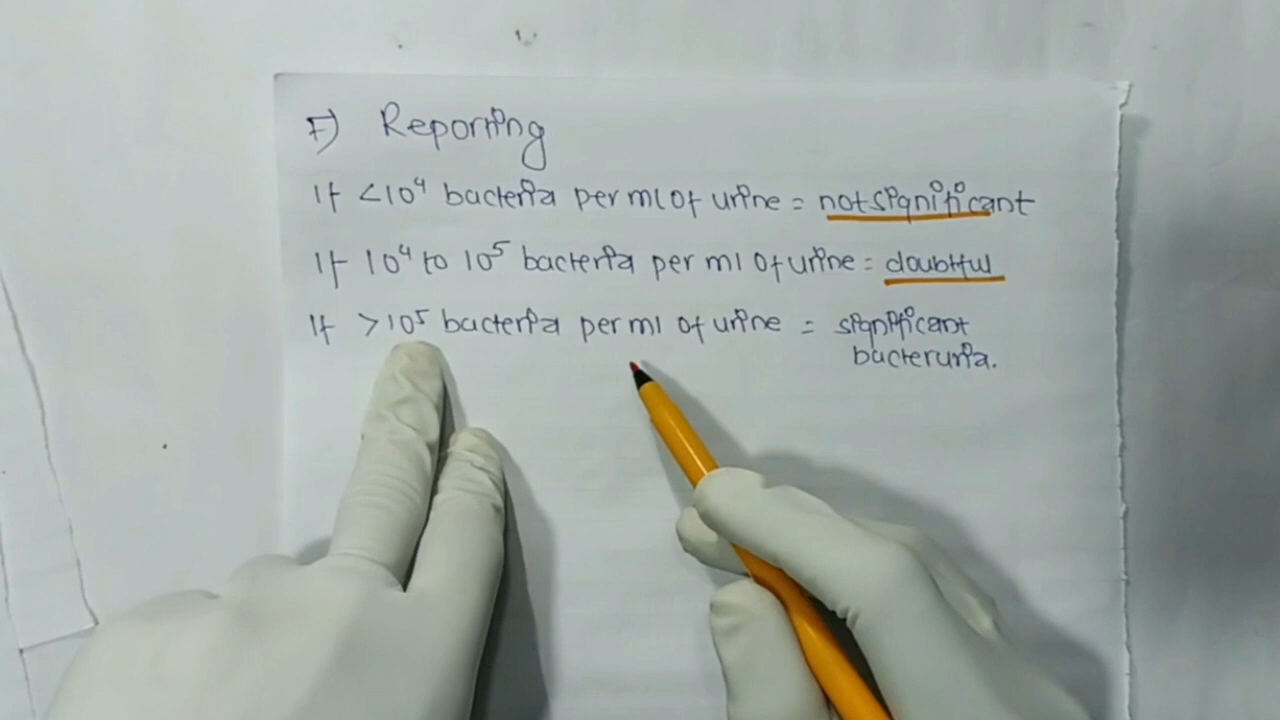 F) Reporting
If <10⁴ bacteria per ml of urine = not significant
If 10⁴ to 10⁵ bacteria per ml of urine = doubtful
If >10⁵ bacteria per ml of urine = significant
bacteruria.